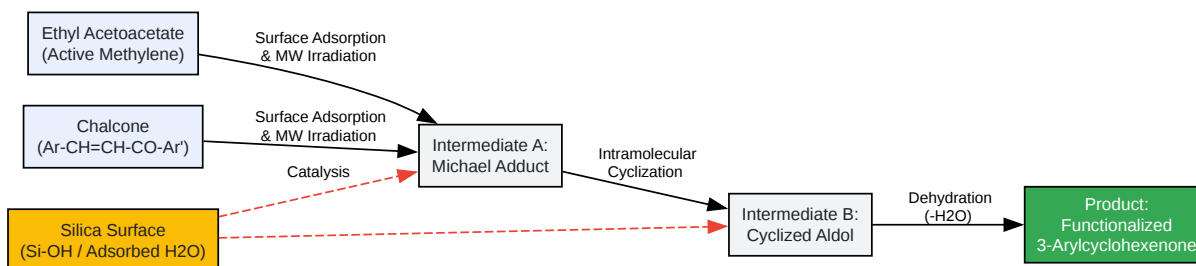 Ethyl Acetoacetate
(Active Methylene)
Surface Adsorption
& MW Irradiation
Chalcone
(Ar-CH=CH-CO-Ar')
Surface Adsorption
& MW Irradiation
Catalysis
Silica Surface
(Si-OH / Adsorbed H2O)
Intermediate A:
Michael Adduct
Intramolecular
Cyclization
Intermediate B:
Cyclized Aldol
Dehydration
(-H2O)
Product:
Functionalized
3-Arylcyclohexenone